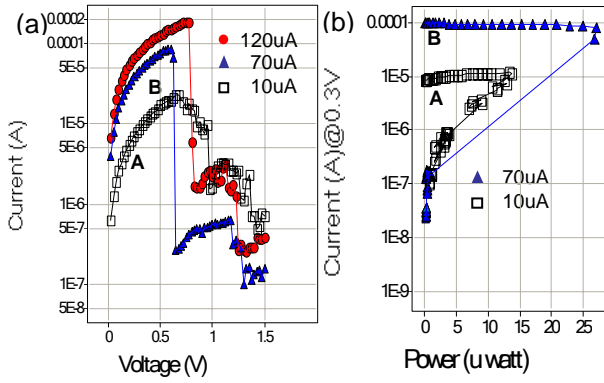 (a)
0.0002
0.0001
5E-5
1E-5
5E-6
1E-6
5E-7
1E-7
5E-8
Current (A)
120uA
70uA
10uA
B
A
0
0.5
1
1.5
Voltage (V)
(b)
0.0001
1E-5
1E-6
1E-7
1E-8
1E-9
Current (A)@0.3V
B
A
70uA
10uA
0
5
10
15
20
25
Power (u watt)